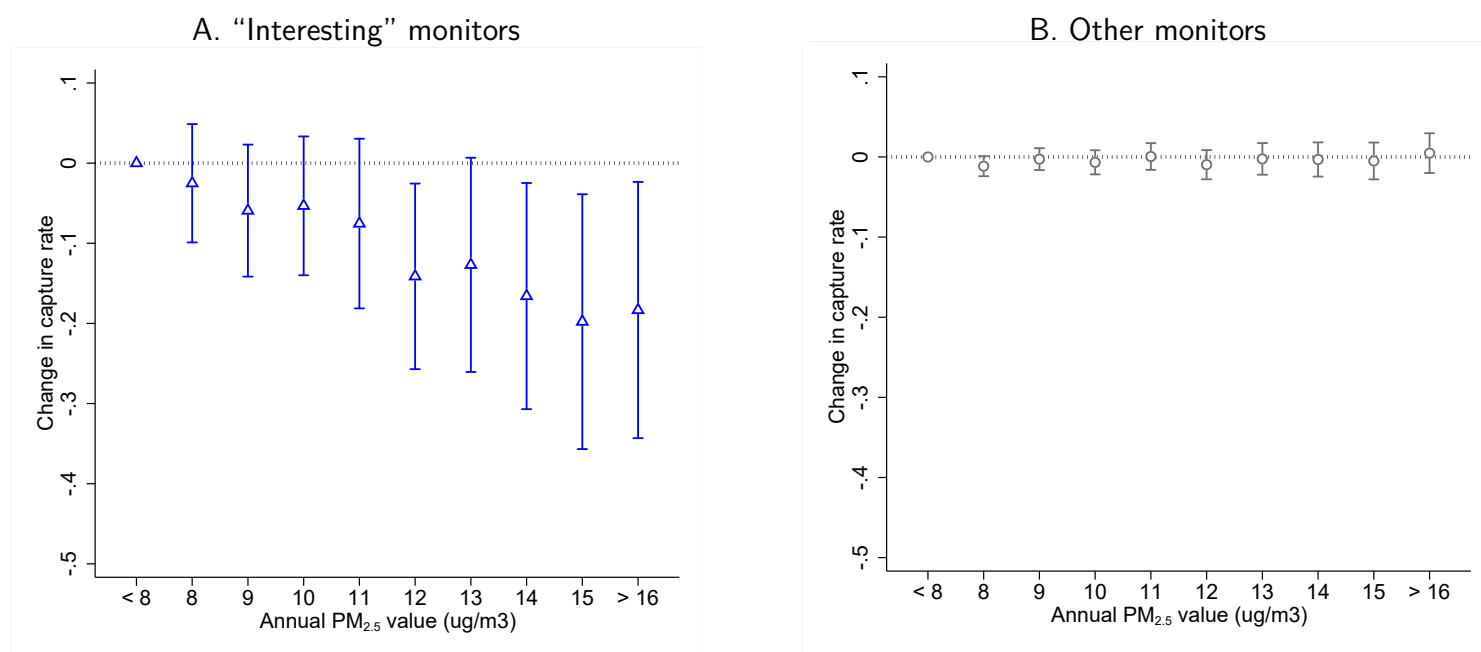 A. “Interesting” monitors
Change in capture rate
.1
0
-.1
-.2
-.3
-.4
-.5
< 8 8 9 10 11 12 13 14 15 > 16
Annual PM2.5 value (ug/m3)
B. Other monitors
Change in capture rate
.1
0
-.1
-.2
-.3
-.4
-.5
< 8 8 9 10 11 12 13 14 15 > 16
Annual PM2.5 value (ug/m3)